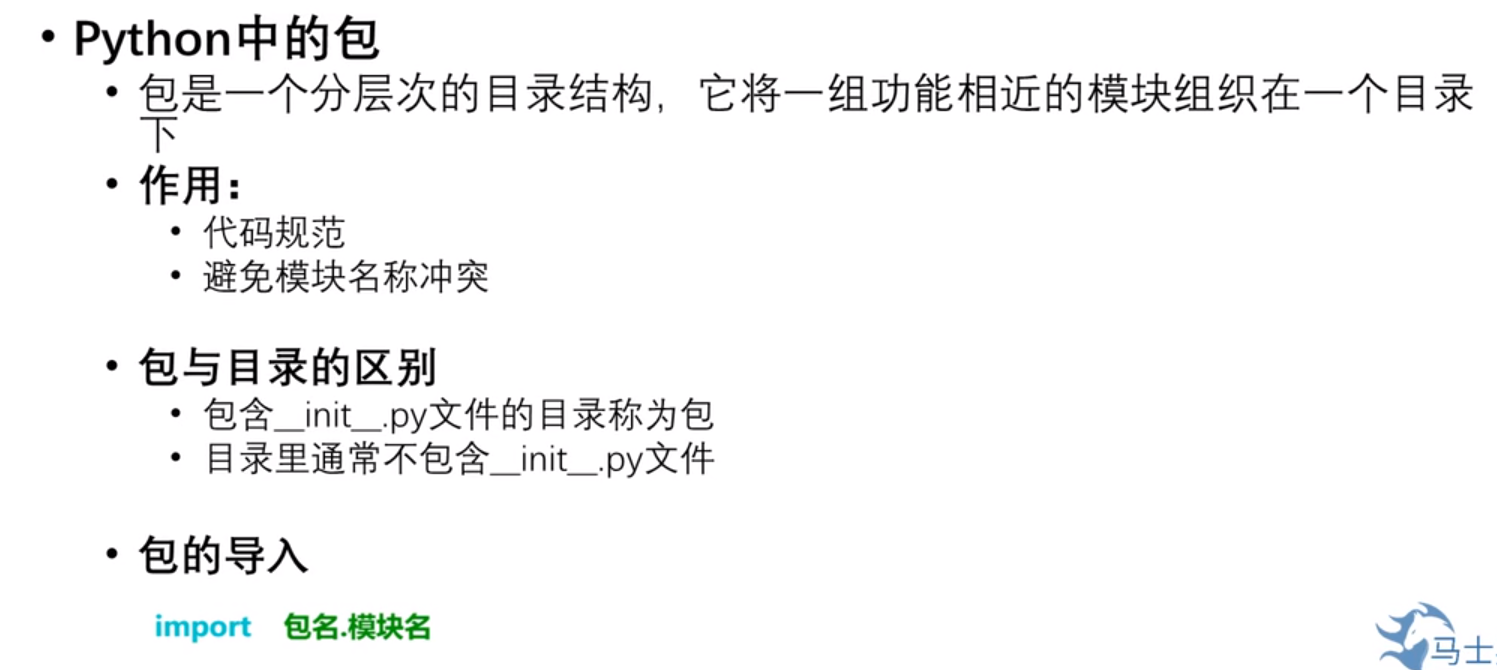 • Python中的包
• 包是一个分层次的目录结构，它将一组功能相近的模块组织在一个目录
下
• 作用：
• 代码规范
• 避免模块名称冲突
• 包与目录的区别
• 包含__init__.py文件的目录称为包
• 目录里通常不包含__init__.py文件
• 包的导入
import 包名.模块名
马士